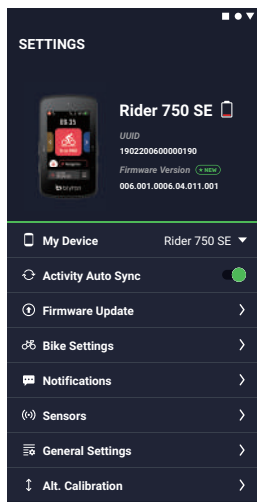 SETTINGS
Rider 750 SE
UUID
1902200600000190
Firmware Version • NEW
006.001.0006.04.011.001
My Device Rider 750 SE
Activity Auto Sync
Firmware Update
Bike Settings
Notifications
Sensors
General Settings
Alt. Calibration